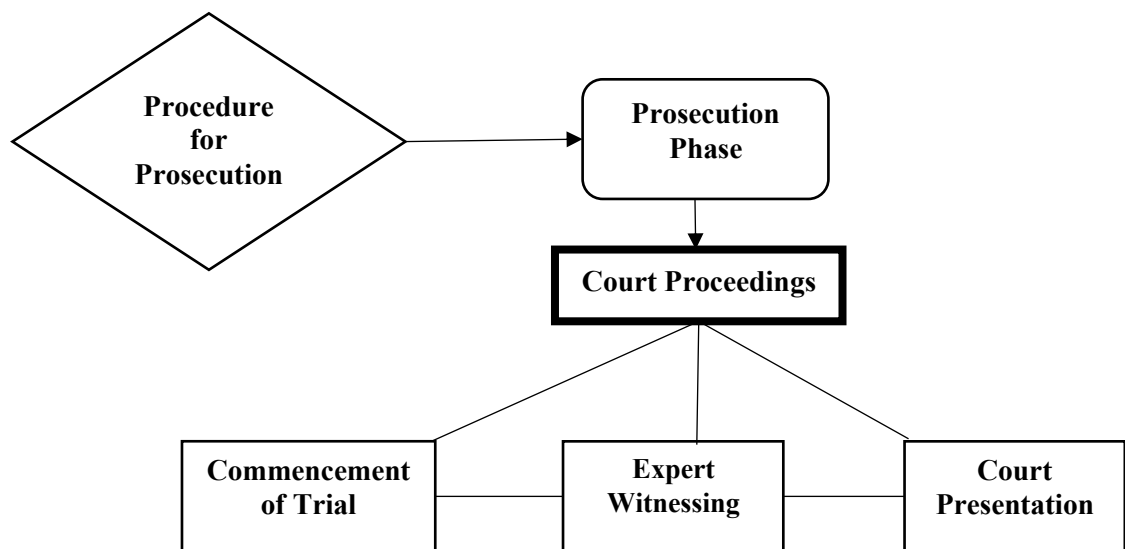 Procedure
for
Prosecution
Prosecution
Phase
Court Proceedings
Commencement
of Trial
Expert
Witnessing
Court
Presentation